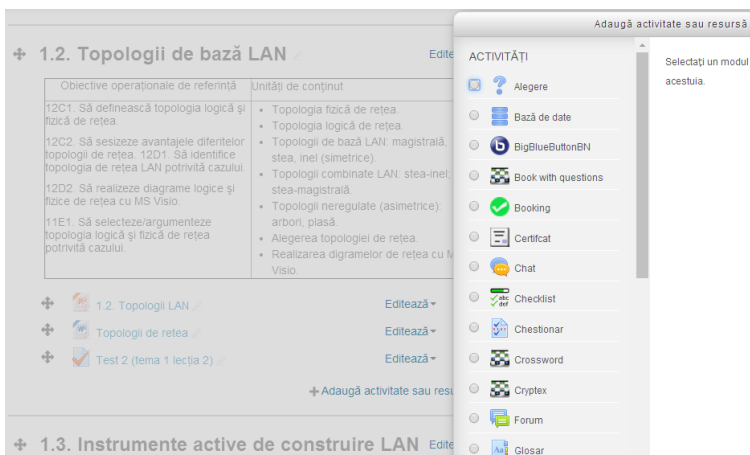 Adaugă activitate sau resursă
1.2. Topologii de bază LAN
Edite
Obiective operaționale de referință
Unități de conținut
12C1. Să definească topologia logică și
fizică de rețea.
12C2. Să sesizeze avantajele diferitelor
topologii de rețea. 12D1. Să identifice
topologia de rețea LAN potrivită cazului.
12D2. Să realizeze diagrame logice și
fizice de rețea cu MS Visio.
11E1. Să selecteze/argumenteze
topologia logică și fizică de rețea
potrivită cazului.
Topologia fizică de rețea.
Topologia logică de rețea.
Topologii de bază LAN: magistrală,
stea, inel (simetrice).
Topologii combinate LAN: stea-inel;
stea-magistrală.
Topologii neregulate (asimetrice):
arbori, plasă.
Alegerea topologiei de rețea.
Realizarea digramelor de rețea cu M
Visio.
1.2. Topologii LAN
Editează
Topologii de retea
Editează
Test 2 (tema 1 lecția 2)
Editează
Adaugă activitate sau resu
1.3. Instrumente active de construire LAN
Edite
ACTIVITĂȚI
Alegere
Bază de date
BigBlueButtonBN
Book with questions
Booking
Certifcat
Chat
Checklist
Chestionar
Crossword
Cryptex
Forum
Glosar
Selectați un modul
acestuia.